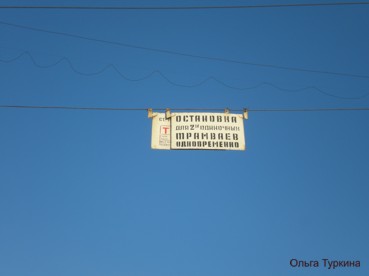 ОСТАНОВКА
для 2х одиночных
ТРАМВАЕВ
ОДНОВРЕМЕННО
Т
Ольга Туркина